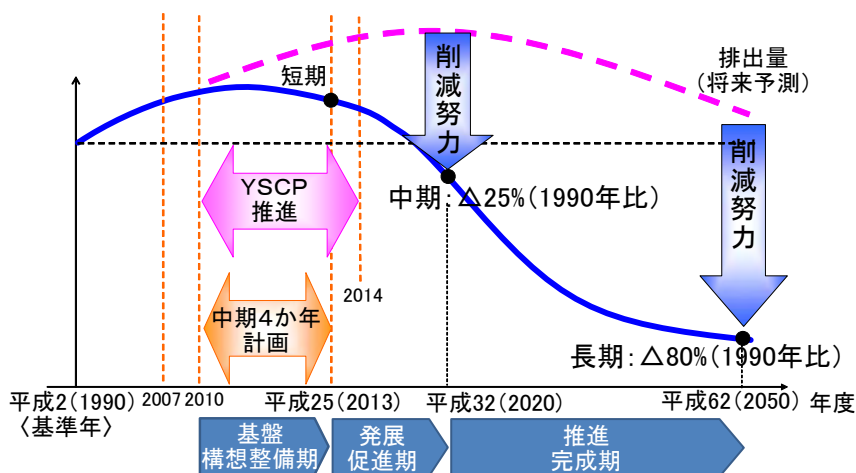 短期
削減努力
排出量
(将来予測)
削減努力
YSCP
推進
中期:△25%(1990年比)
2014
中期4か年
計画
長期:△80%(1990年比)
平成2(1990)
2007
2010
平成25(2013)
平成32(2020)
平成62(2050)
年度
〈基準年〉
基盤
構想整備期
発展
促進期
推進
完成期